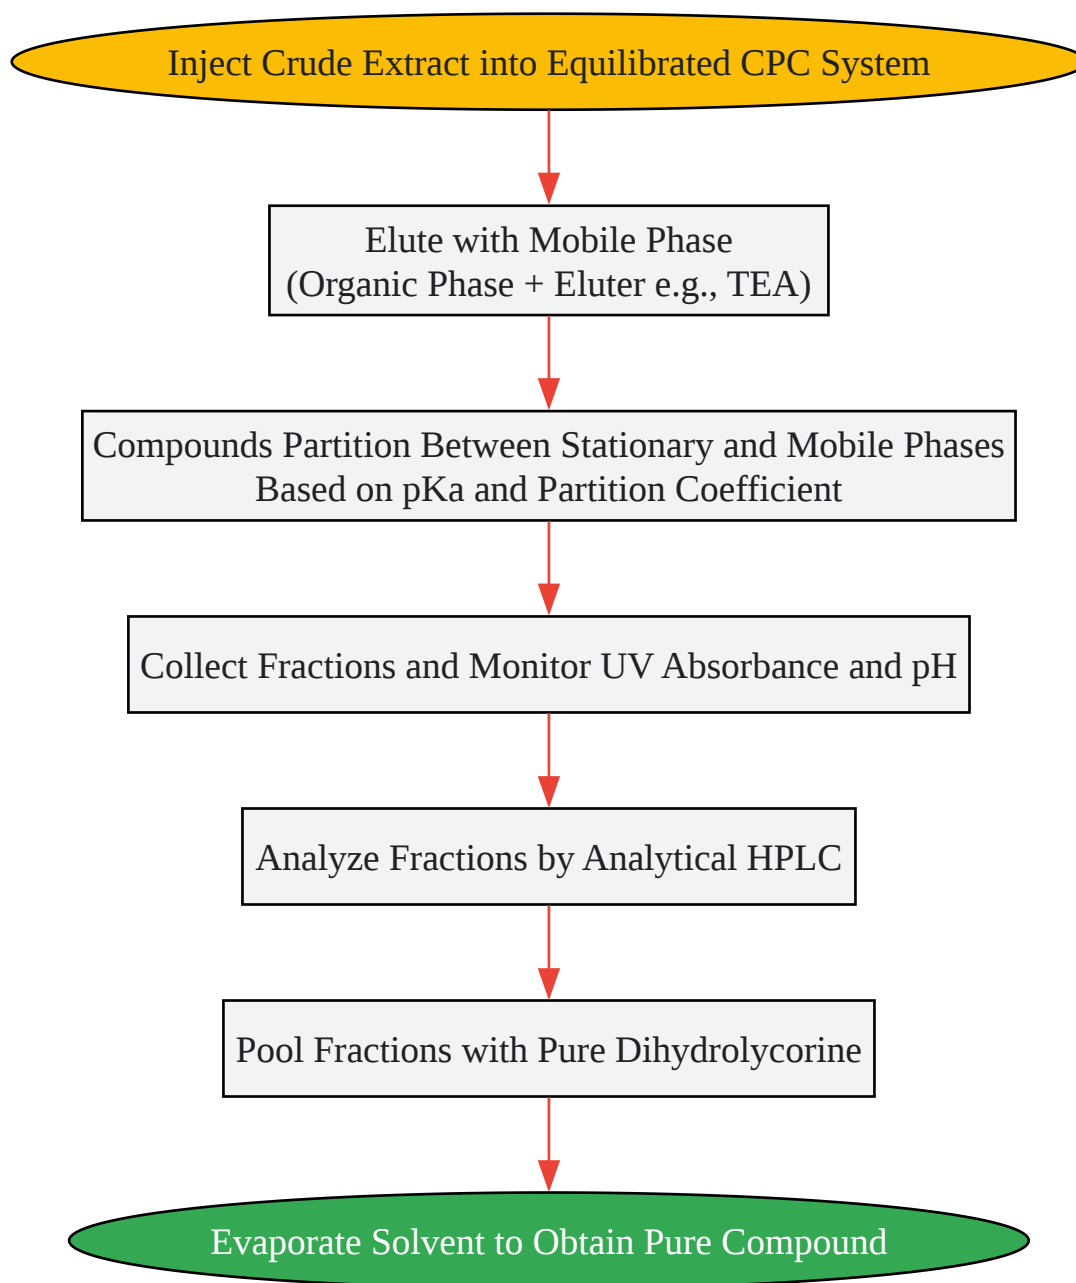 Inject Crude Extract into Equilibrated CPC System
Elute with Mobile Phase
(Organic Phase + Eluter e.g., TEA)
Compounds Partition Between Stationary and Mobile Phases
Based on pKa and Partition Coefficient
Collect Fractions and Monitor UV Absorbance and pH
Analyze Fractions by Analytical HPLC
Pool Fractions with Pure Dihydrolycorine
Evaporate Solvent to Obtain Pure Compound